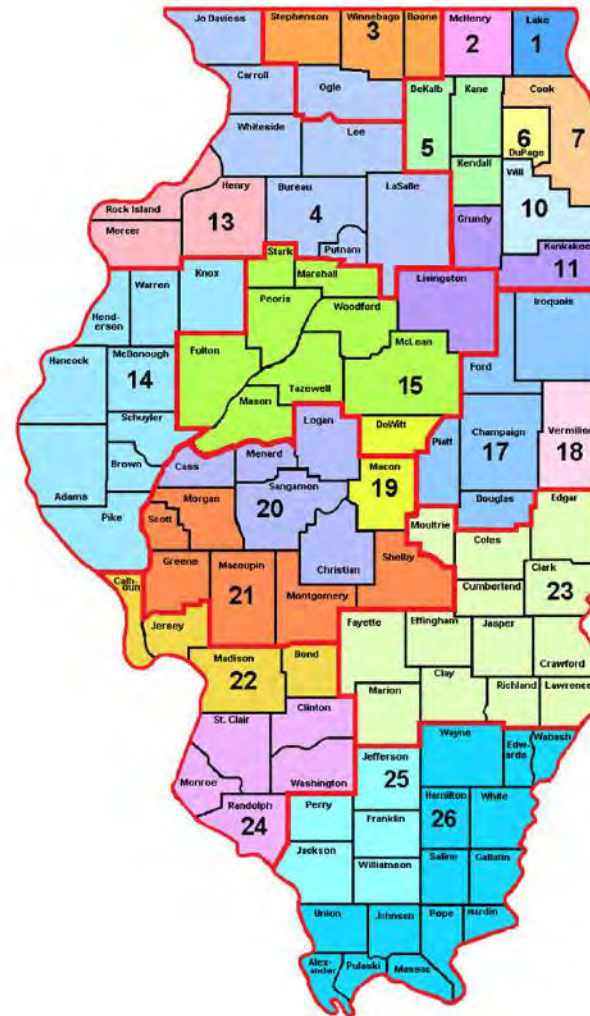 Jo Daviess
Stephenson
Winnebago
3
Boone
McHenry
2
Lake
1
Carroll
Ogle
DeKalb
5
Kane
Cook
7
6
DuPage
Whiteside
Lee
Kendall
Will
10
Rock Island
Henry
13
Mercer
Bureau
4
Putnam
LaSalle
Grundy
Kankakee
11
Stark
Marshall
Livingston
Iroquois
Warren
Knox
Peoris
Woodford
Hend-
erson
Hancock
McDonough
14
Fulton
McLean
15
Ford
Mason
Tazewell
Schuyler
Logan
DeWitt
Piatt
Champaign
17
Vermilion
18
Brown
Cass
Menard
Macon
19
Adams
Sangamon
20
Douglas
Edgar
Pike
Morgan
Scott
Moultrie
Coles
Greene
Macoupin
21
Christian
Shelby
Clark
23
Cumberland
Calh-
oun
Montgomery
Jersey
Fayette
Effingham
Jasper
Crawford
Madison
22
Bond
Clay
Richland
Lawrence
Marion
St. Clair
Clinton
Wayne
Edw-
ards
Wabash
Monroe
Washington
Jefferson
25
Randolph
24
Perry
Hamilton
26
White
Franklin
Jackson
Williamson
Saline
Gallatin
Union
Johnson
Pope
Hardin
Alex-
ander
Pulaski
Massac